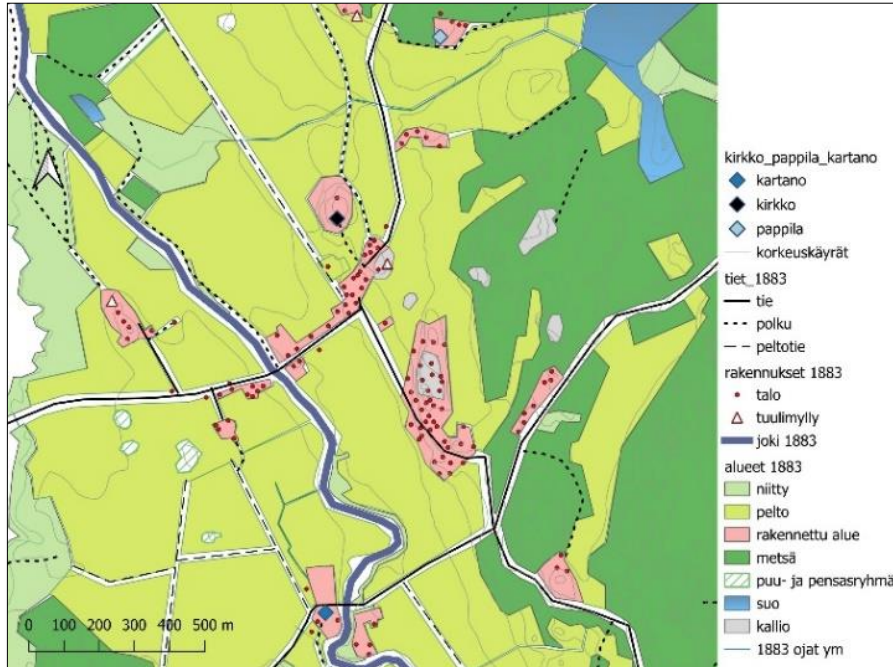 kirkko_pappila_kartano
kartano
kirkko
pappila
korkeuskäyrät
tiet_1883
tie
polku
peltotie
rakennukset 1883
talo
tuulimylly
joki 1883
alueet 1883
niitty
pelto
rakennettu alue
metsä
puu- ja pensasryhmä
suo
kallio
1883 ojat ym
0 100 200 300 400 500 m